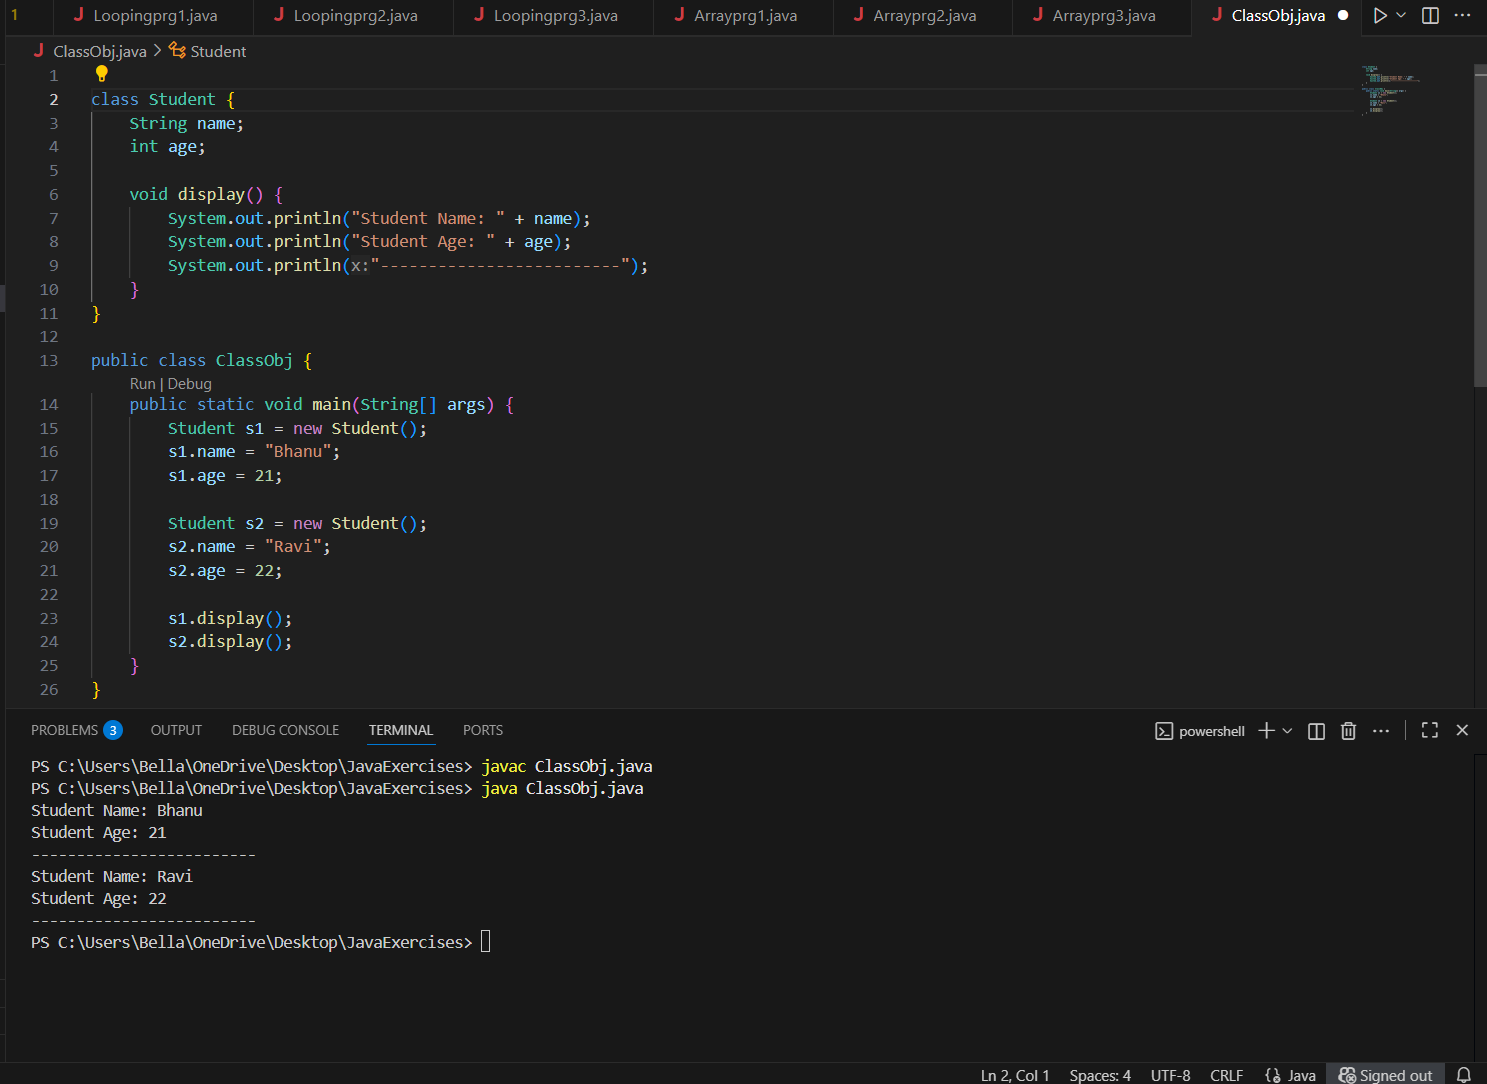 1 Loopingprg1.java Loopingprg2.java Loopingprg3.java Arrayprg1.java Arrayprg2.java Arrayprg3.java ClassObj.java
ClassObj.java > Student
1
2 class Student {
3     String name;
4     int age;
5
6     void display() {
7         System.out.println("Student Name: " + name);
8         System.out.println("Student Age: " + age);
9         System.out.println(x:"-------------------------");
10     }
11 }
12
13 public class ClassObj {
Run | Debug
14     public static void main(String[] args) {
15         Student s1 = new Student();
16         s1.name = "Bhanu";
17         s1.age = 21;
18
19         Student s2 = new Student();
20         s2.name = "Ravi";
21         s2.age = 22;
22
23         s1.display();
24         s2.display();
25     }
26 }
PROBLEMS 3 OUTPUT DEBUG CONSOLE TERMINAL PORTS powershell
PS C:\Users\Bella\OneDrive\Desktop\JavaExercises> javac ClassObj.java
PS C:\Users\Bella\OneDrive\Desktop\JavaExercises> java ClassObj.java
Student Name: Bhanu
Student Age: 21
-------------------------
Student Name: Ravi
Student Age: 22
-------------------------
PS C:\Users\Bella\OneDrive\Desktop\JavaExercises>
Ln 2, Col 1 Spaces: 4 UTF-8 CRLF {} Java Signed out